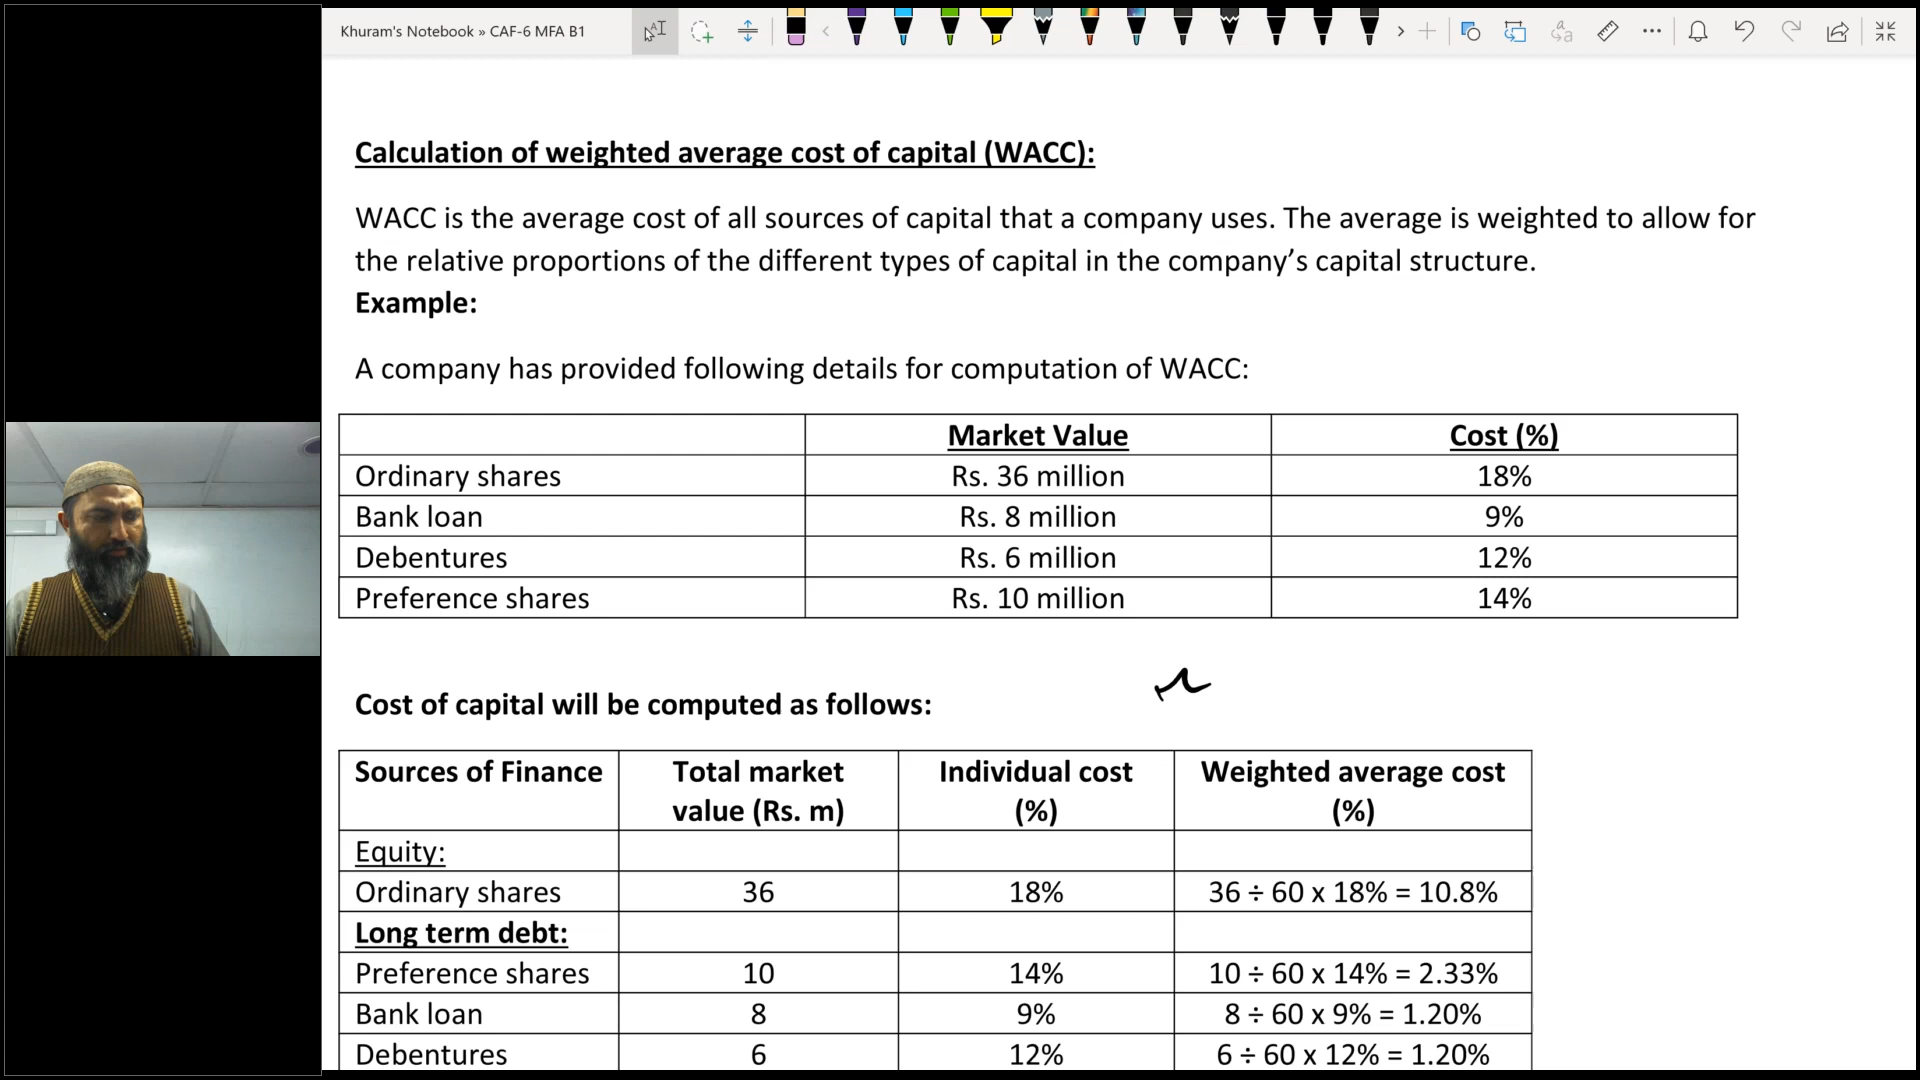 Khuram's Notebook » CAF-6 MFA B1
Calculation of weighted average cost of capital (WACC):
WACC is the average cost of all sources of capital that a company uses. The average is weighted to allow for
the relative proportions of the different types of capital in the company’s capital structure.
Example:
A company has provided following details for computation of WACC:
Market Value Cost (%)
Ordinary shares Rs. 36 million 18%
Bank loan Rs. 8 million 9%
Debentures Rs. 6 million 12%
Preference shares Rs. 10 million 14%
Cost of capital will be computed as follows:
Sources of Finance Total market value (Rs. m) Individual cost (%) Weighted average cost (%)
Equity:
Ordinary shares 36 18% 36 ÷ 60 x 18% = 10.8%
Long term debt:
Preference shares 10 14% 10 ÷ 60 x 14% = 2.33%
Bank loan 8 9% 8 ÷ 60 x 9% = 1.20%
Debentures 6 12% 6 ÷ 60 x 12% = 1.20%